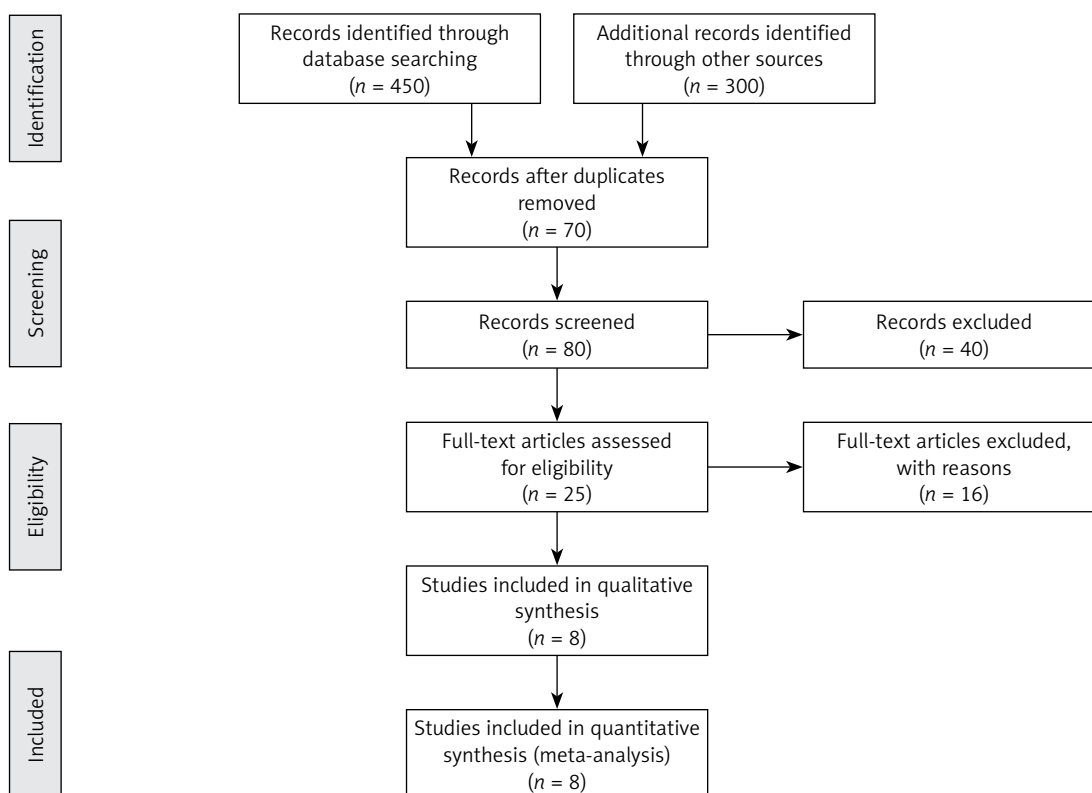 Identification
Records identified through
database searching
(n = 450)
Additional records identified
through other sources
(n = 300)
Records after duplicates
removed
(n = 70)
Screening
Records screened
(n = 80)
Records excluded
(n = 40)
Eligibility
Full-text articles assessed
for eligibility
(n = 25)
Full-text articles excluded,
with reasons
(n = 16)
Studies included in qualitative
synthesis
(n = 8)
Included
Studies included in quantitative
synthesis (meta-analysis)
(n = 8)